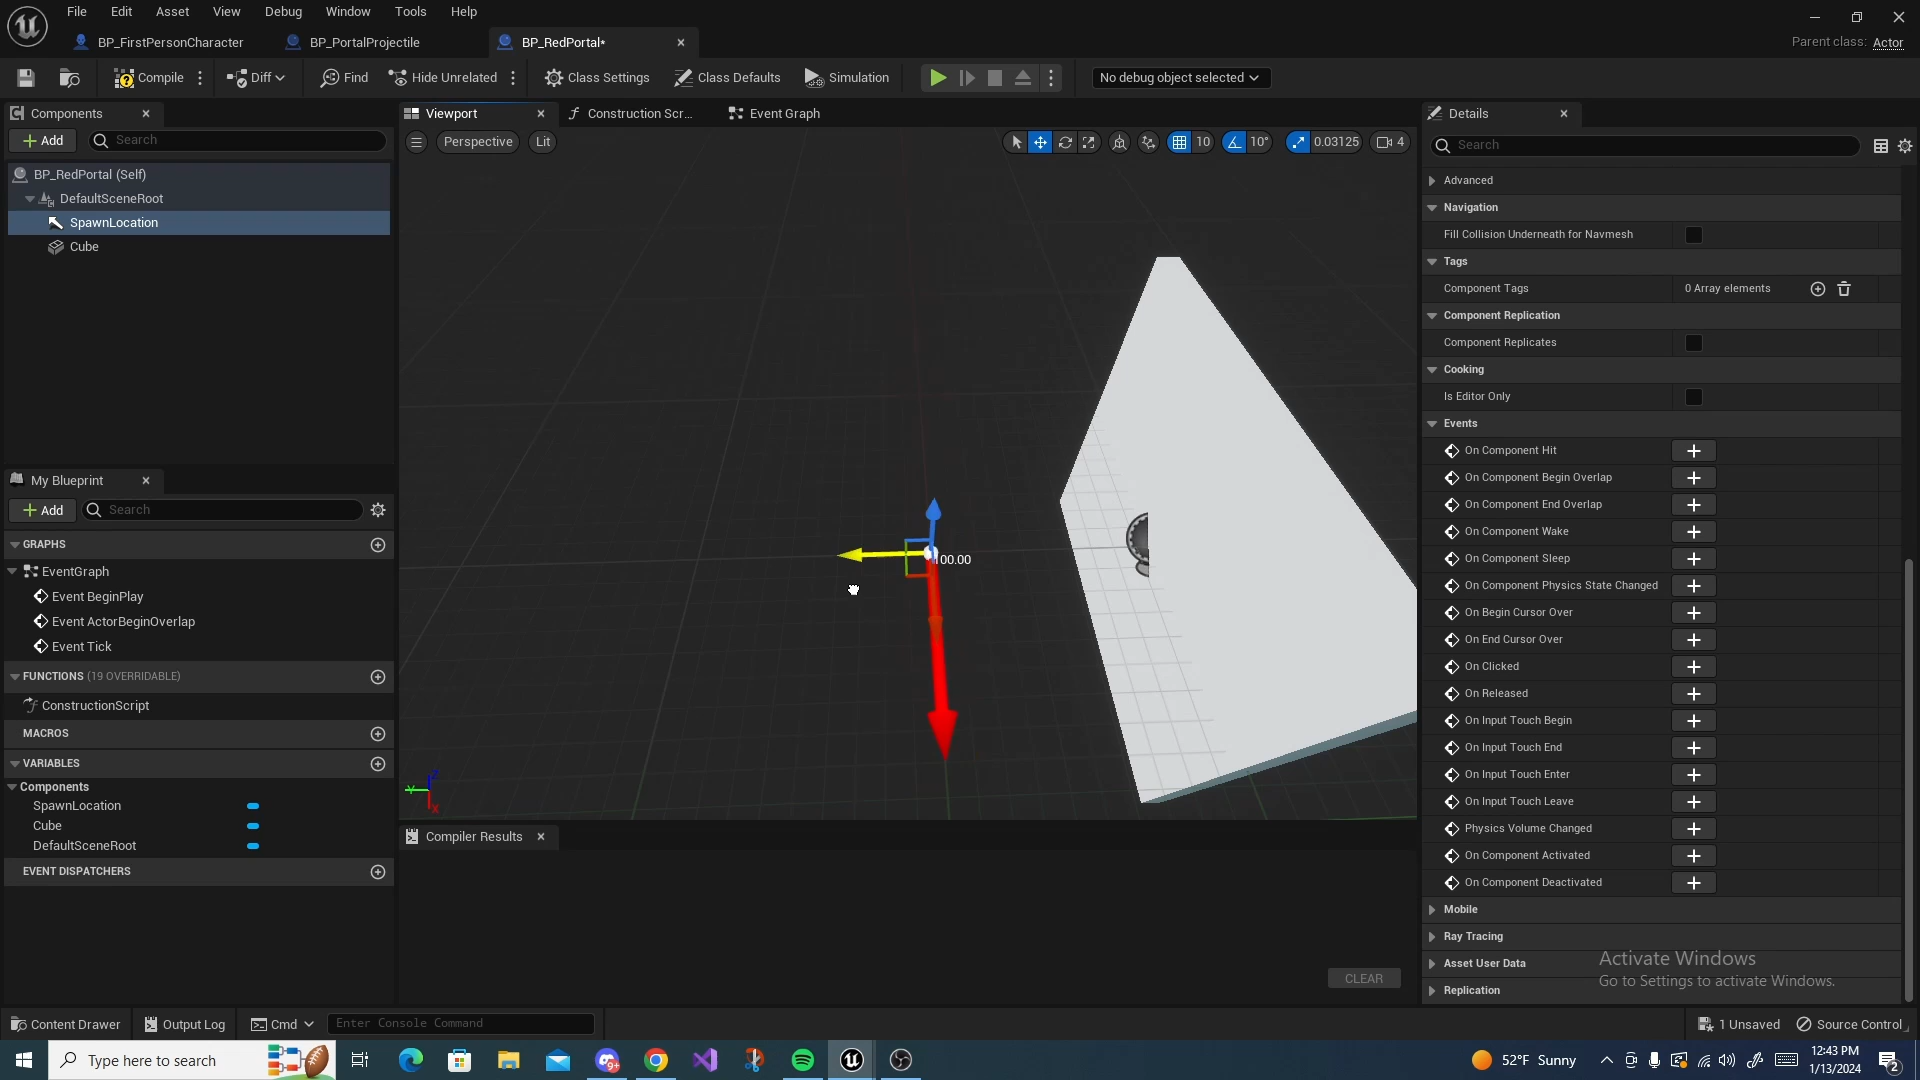 File Edit Asset View Debug Window Tools Help
BP_FirstPersonCharacter BP_PortalProjectile BP_RedPortal* Parent class: Actor
Compile Diff Find Hide Unrelated Class Settings Class Defaults Simulation No debug object selected
Components Viewport Construction Scr... Event Graph Details
Add Search Perspective Lit 10 10° 0.03125 4 Search
BP_RedPortal (Self)
DefaultSceneRoot
SpawnLocation
Cube
My Blueprint
Add Search
GRAPHS
EventGraph
Event BeginPlay
Event ActorBeginOverlap
Event Tick
FUNCTIONS (19 OVERRIDABLE)
ConstructionScript
MACROS
VARIABLES
Components
SpawnLocation
Cube
DefaultSceneRoot
EVENT DISPATCHERS
00.00
Z
Y
X
Compiler Results
CLEAR
Advanced
Navigation
Fill Collision Underneath for Navmesh
Tags
Component Tags 0 Array elements
Component Replication
Component Replicates
Cooking
Is Editor Only
Events
On Component Hit
On Component Begin Overlap
On Component End Overlap
On Component Wake
On Component Sleep
On Component Physics State Changed
On Begin Cursor Over
On End Cursor Over
On Clicked
On Released
On Input Touch Begin
On Input Touch End
On Input Touch Enter
On Input Touch Leave
Physics Volume Changed
On Component Activated
On Component Deactivated
Mobile
Ray Tracing
Asset User Data
Replication
Activate Windows
Go to Settings to activate Windows.
Content Drawer Output Log Cmd Enter Console Command 1 Unsaved Source Control
Type here to search 9+ 52°F Sunny 12:43 PM
1/13/2024 2